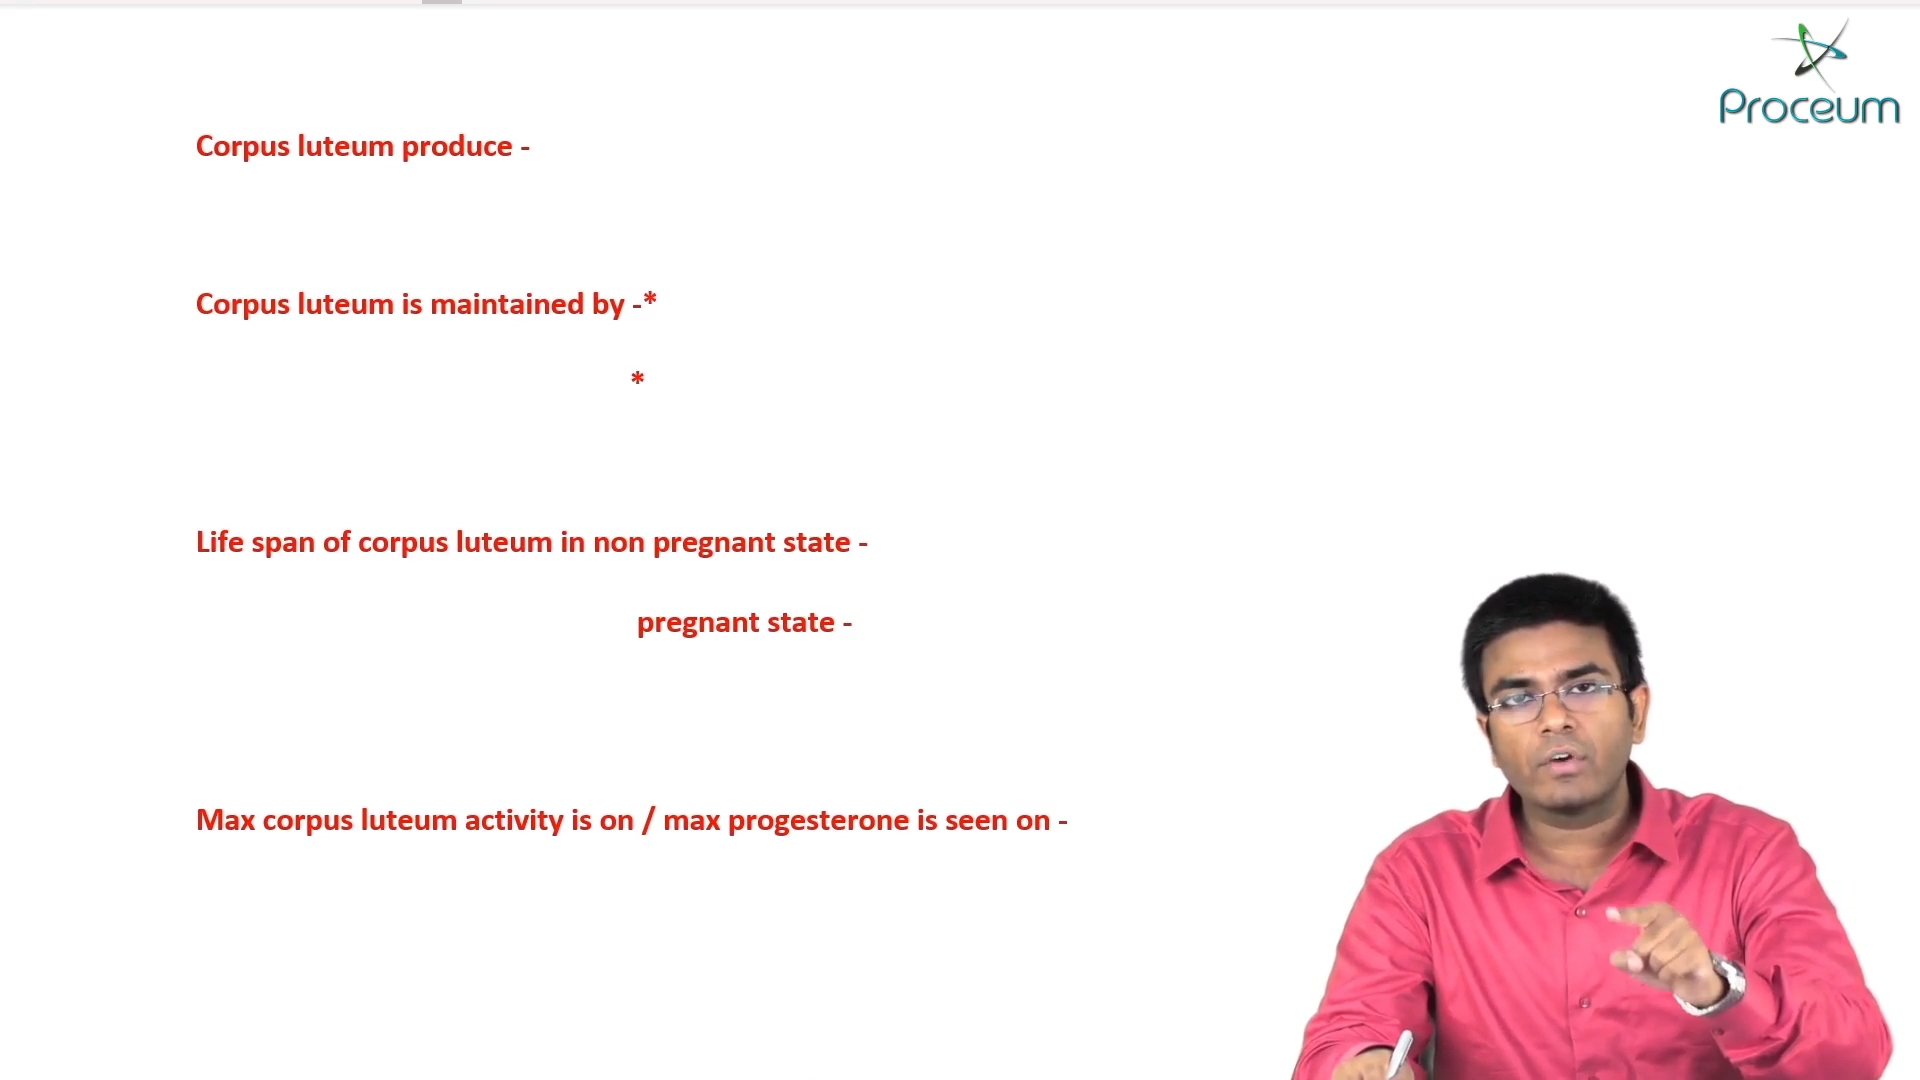 Proceum
Corpus luteum produce -
Corpus luteum is maintained by -*
*
Life span of corpus luteum in non pregnant state -
pregnant state -
Max corpus luteum activity is on / max progesterone is seen on -